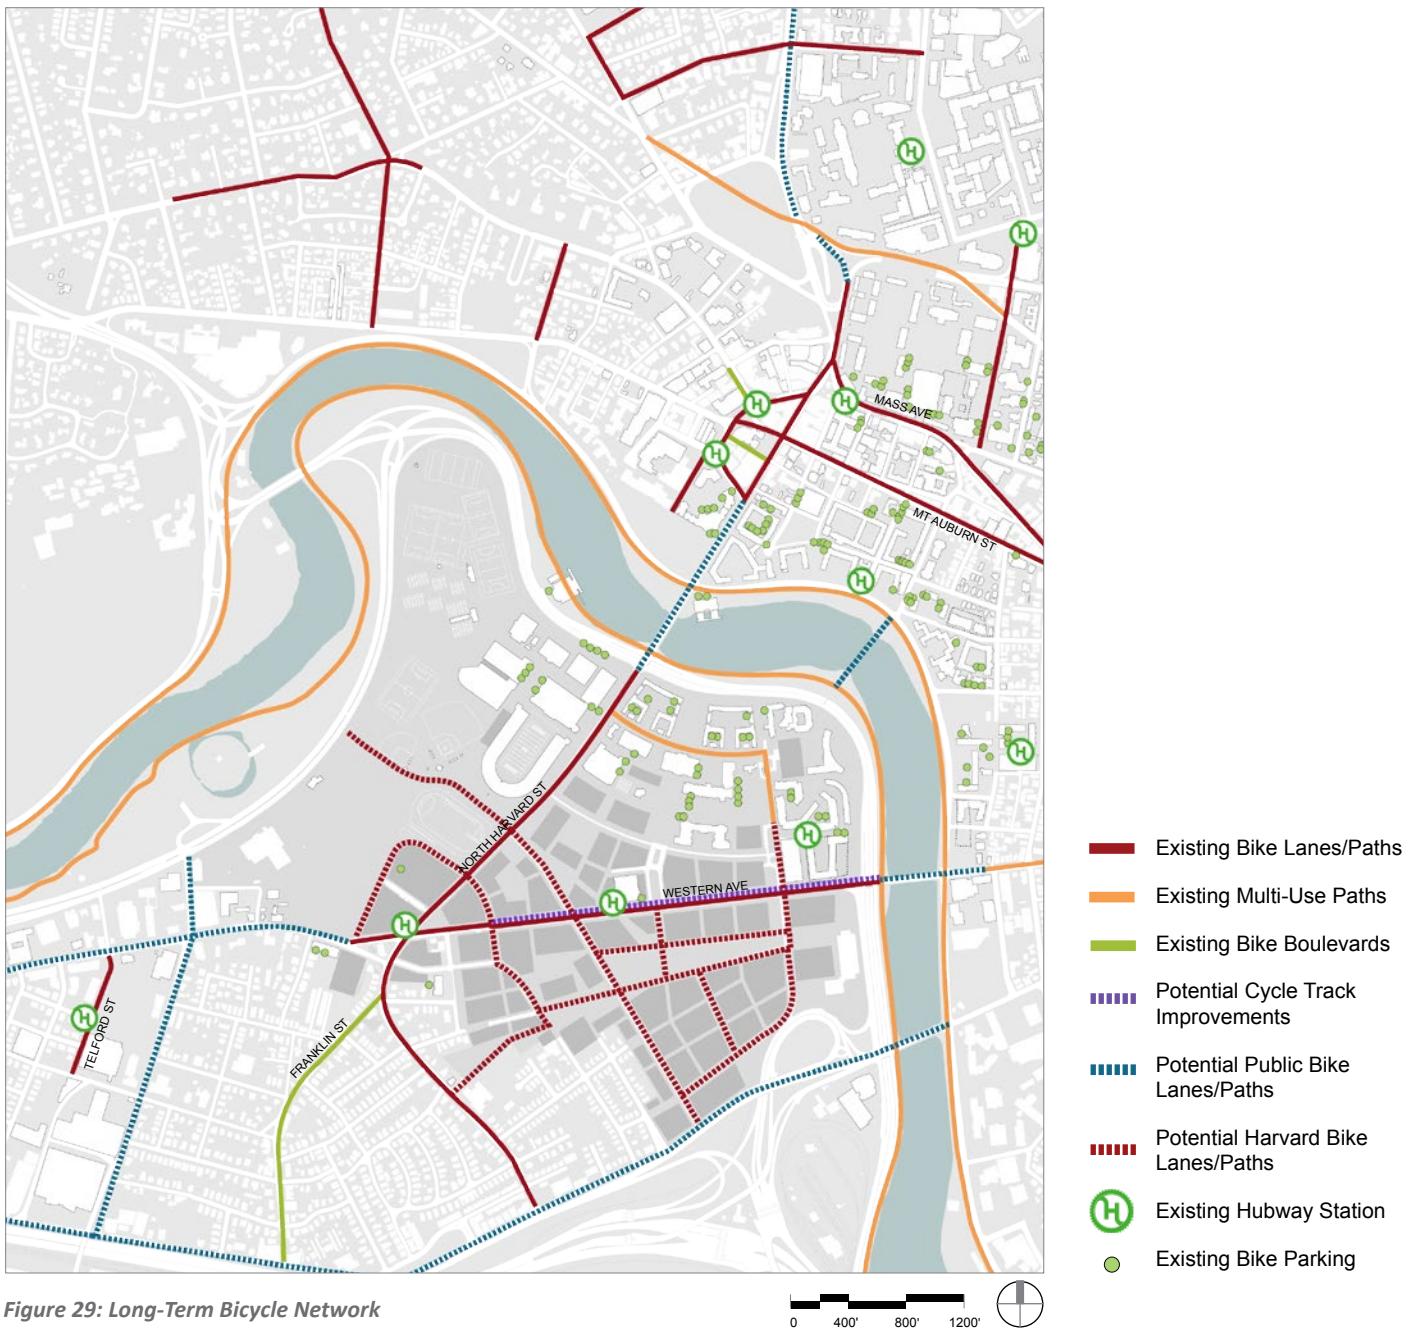 MASS AVE
MT AUBURN ST
NORTH HARVARD ST
WESTERN AVE
FRANKLIN ST
TELFORD ST
Existing Bike Lanes/Paths
Existing Multi-Use Paths
Existing Bike Boulevards
Potential Cycle Track
Improvements
Potential Public Bike
Lanes/Paths
Potential Harvard Bike
Lanes/Paths
H Existing Hubway Station
Existing Bike Parking
Figure 29: Long-Term Bicycle Network
0 400' 800' 1200'